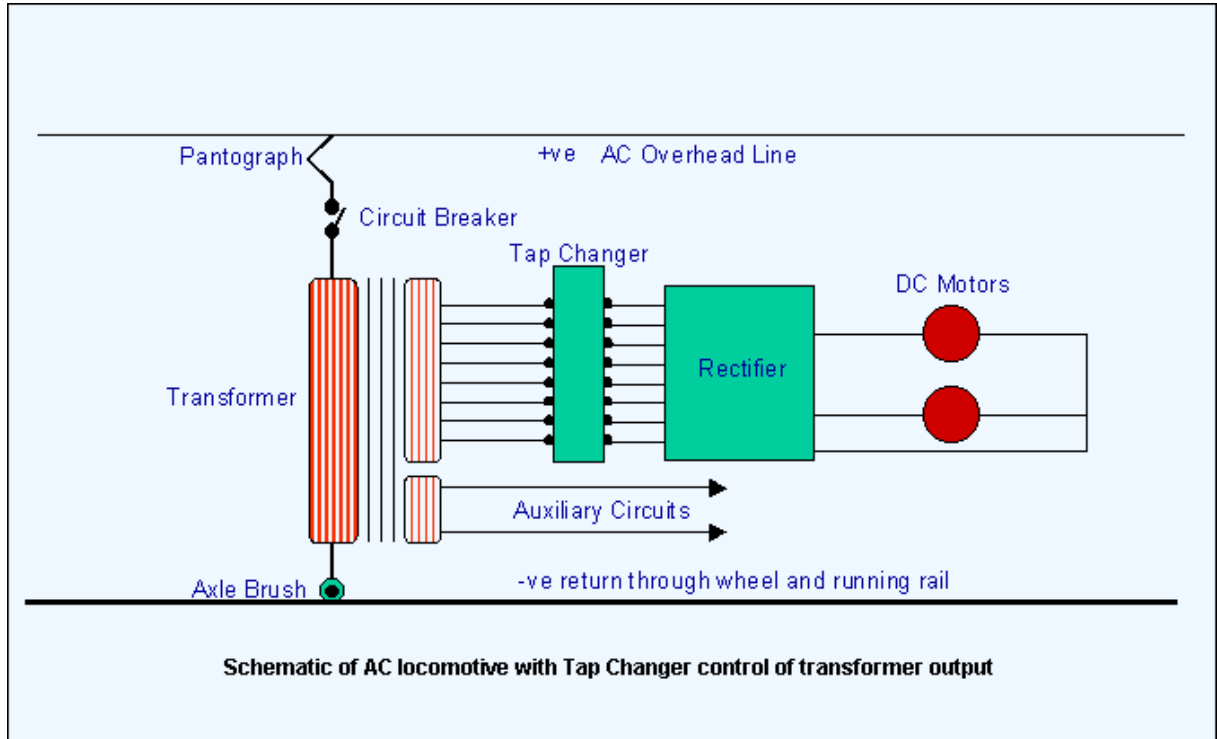 Pantograph
+ve AC Overhead Line
Circuit Breaker
Tap Changer
DC Motors
Rectifier
Transformer
Auxiliary Circuits
Axle Brush
-ve return through wheel and running rail
Schematic of AC locomotive with Tap Changer control of transformer output